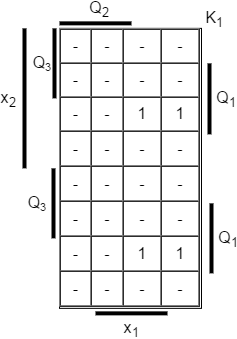 Q₂ K₁
- - - -
Q₃ - - - -
Q₁ - - 1 1
x₂ - - - -
- - - -
Q₃ - - - -
Q₁ - - 1 1
- - - -
x₁